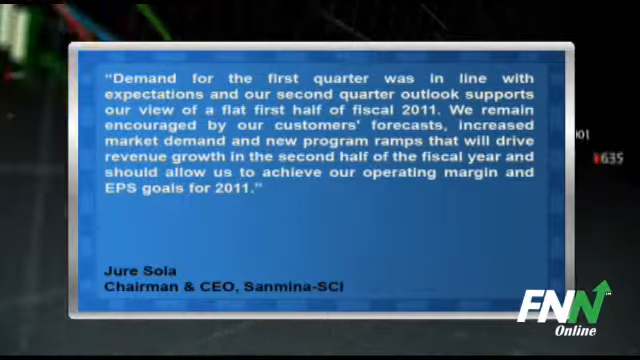 "Demand for the first quarter was in line with
expectations and our second quarter outlook supports
our view of a flat first half of fiscal 2011. We remain
encouraged by our customers' forecasts, increased
market demand and new program ramps that will drive
revenue growth in the second half of the fiscal year and
should allow us to achieve our operating margin and
EPS goals for 2011."
Jure Sola
Chairman & CEO, Sanmina-SCI
901
635
FNN
Online